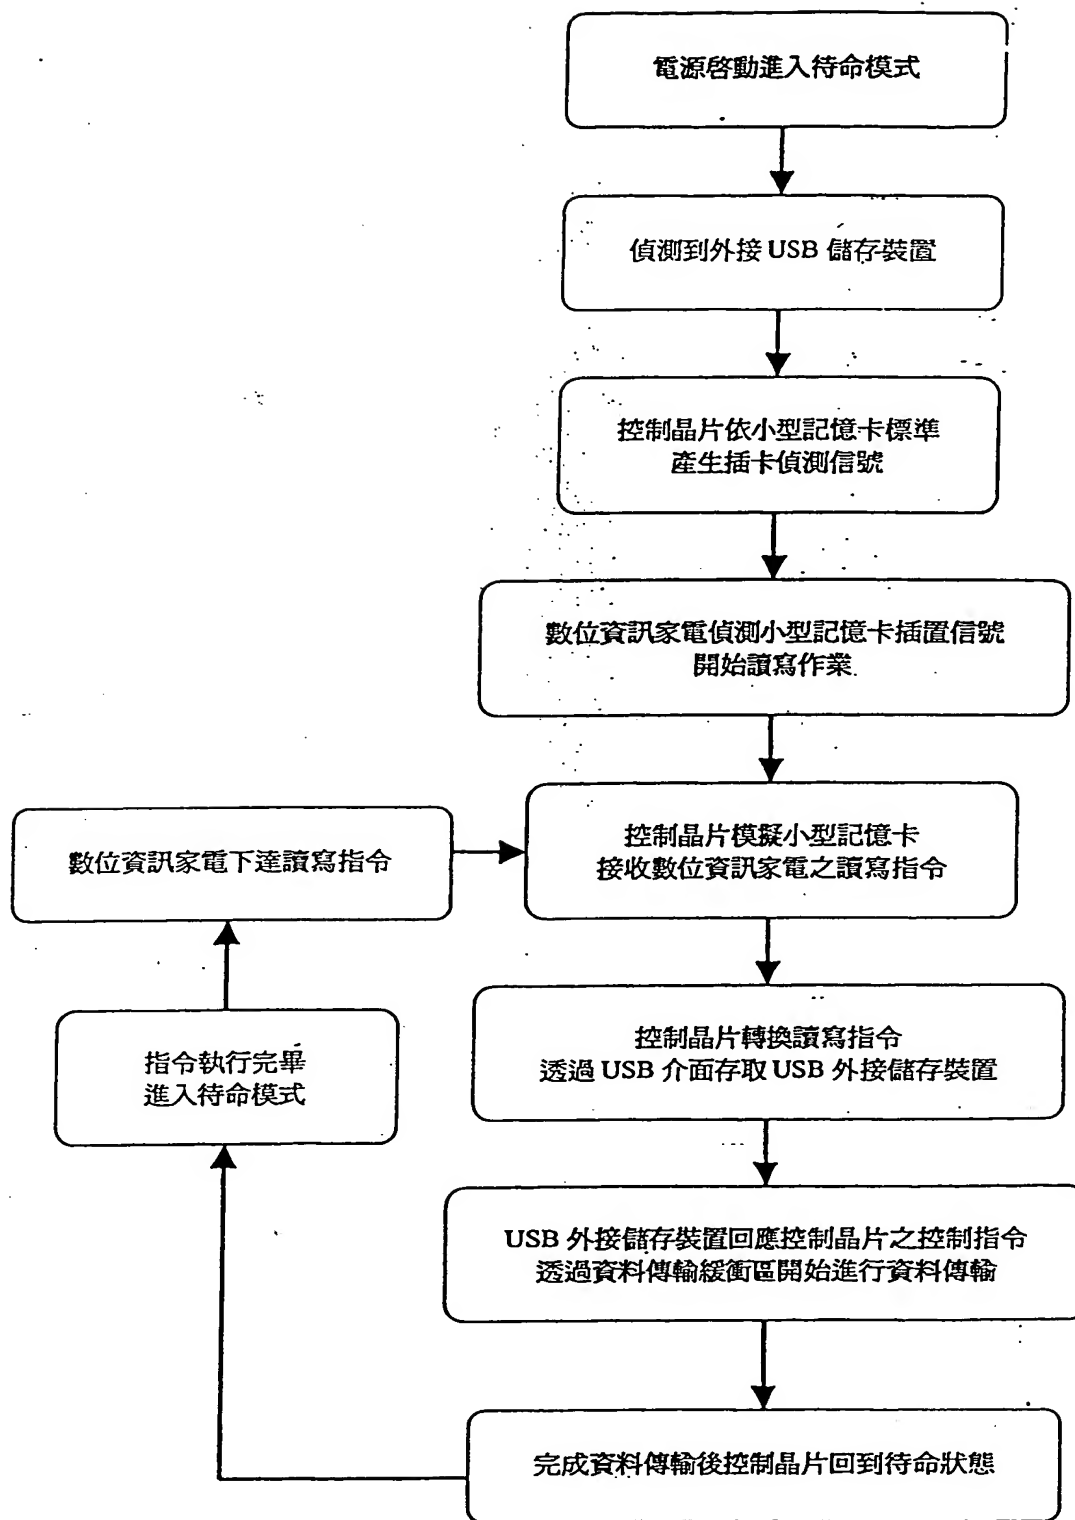 電源啓動進入待命模式
偵測到外接 USB 儲存裝置
控制晶片依小型記憶卡標準
產生插卡偵測信號
數位資訊家電偵測小型記憶卡插置信號
開始讀寫作業
控制晶片模擬小型記憶卡
接收數位資訊家電之讀寫指令
數位資訊家電下達讀寫指令
控制晶片轉換讀寫指令
透過 USB 介面存取 USB 外接儲存裝置
指令執行完畢
進入待命模式
USB 外接儲存裝置回應控制晶片之控制指令
透過資料傳輸緩衝區開始進行資料傳輸
完成資料傳輸後控制晶片回到待命狀態